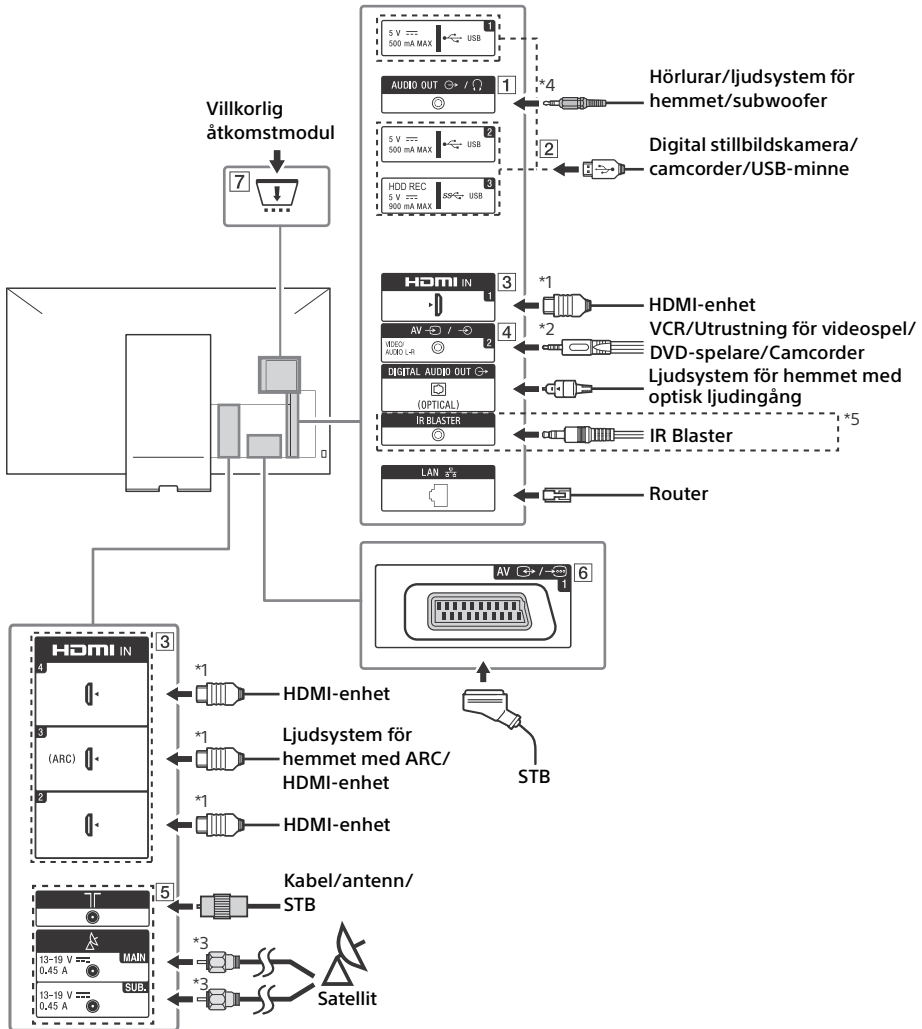 5 V
500 mA MAX
USB
1
AUDIO OUT /
1
*4
Hörlurar/ljudsystem för
hemmet/subwoofer
Villkorlig
åtkomstmodul
7
5 V
500 mA MAX
USB
2
2
Digital stillbildskamera/
camcorder/USB-minne
HDD REC
5 V
900 mA MAX
SS USB
3
HDMI IN
1
3
*1
HDMI-enhet
AV /
VIDEO/
AUDIO L-R
2
4
*2
VCR/Utrustning för videospel/
DVD-spelare/Camcorder
DIGITAL AUDIO OUT
(OPTICAL)
Ljudsystem för hemmet med
optisk ljudingång
IR BLASTER
IR Blaster
*5
LAN
Router
AV /
1
6
STB
HDMI IN
3
4
*1
HDMI-enhet
3
(ARC)
*1
Ljudsystem för
hemmet med ARC/
HDMI-enhet
2
*1
HDMI-enhet
5
Kabel/antenn/
STB
13-19 V
0.45 A
MAIN
*3
13-19 V
0.45 A
SUB.
*3
Satellit